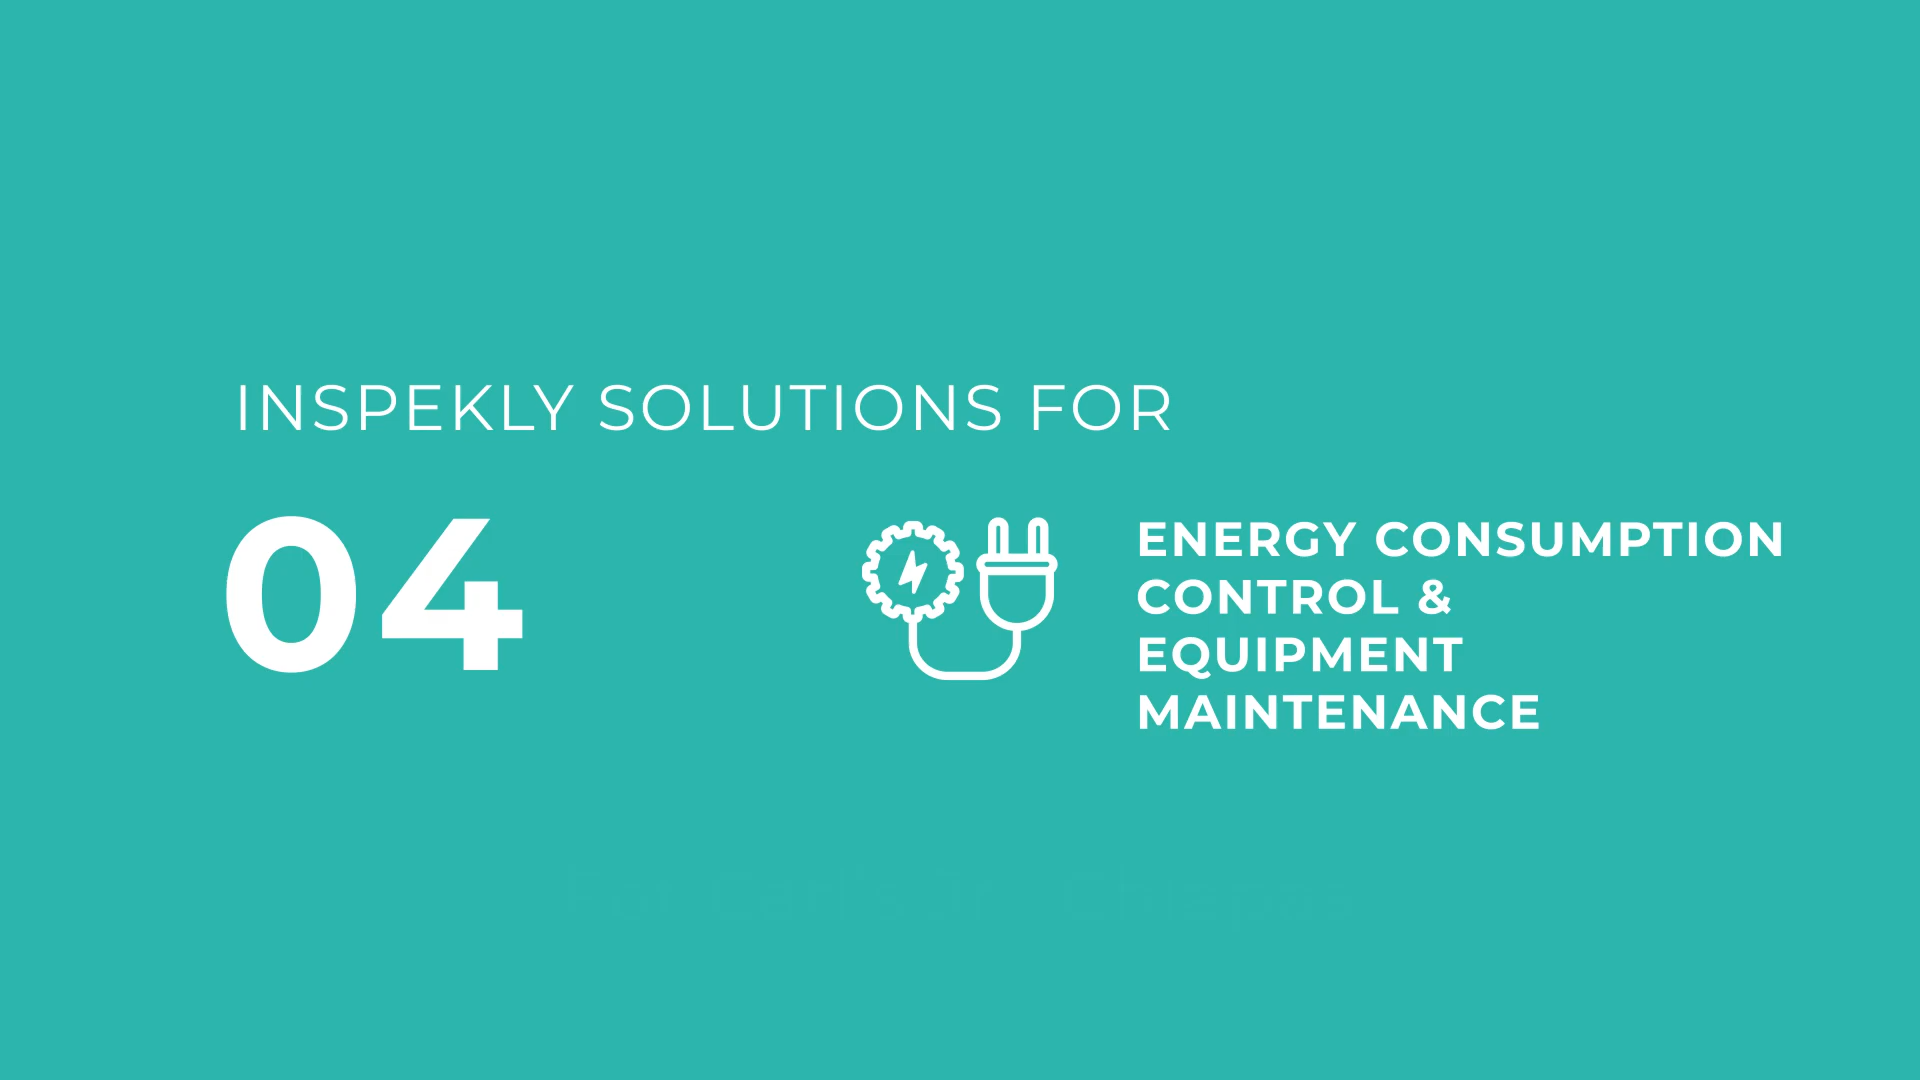 INSPEKLY SOLUTIONS FOR
04
ENERGY CONSUMPTION
CONTROL &
EQUIPMENT
MAINTENANCE